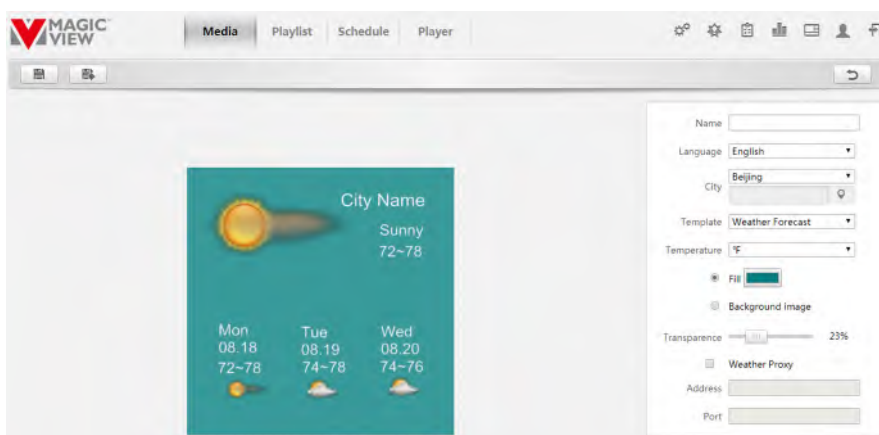 MAGIC
VIEW
Media Playlist Schedule Player
Name
Language English
Beijing
City
Template Weather Forecast
Temperature °F
Fill
Background image
Transparence 23%
Weather Proxy
Address
Port
City Name
Sunny
72~78
Mon Tue Wed
08.18 08.19 08.20
72~78 74~78 74~76